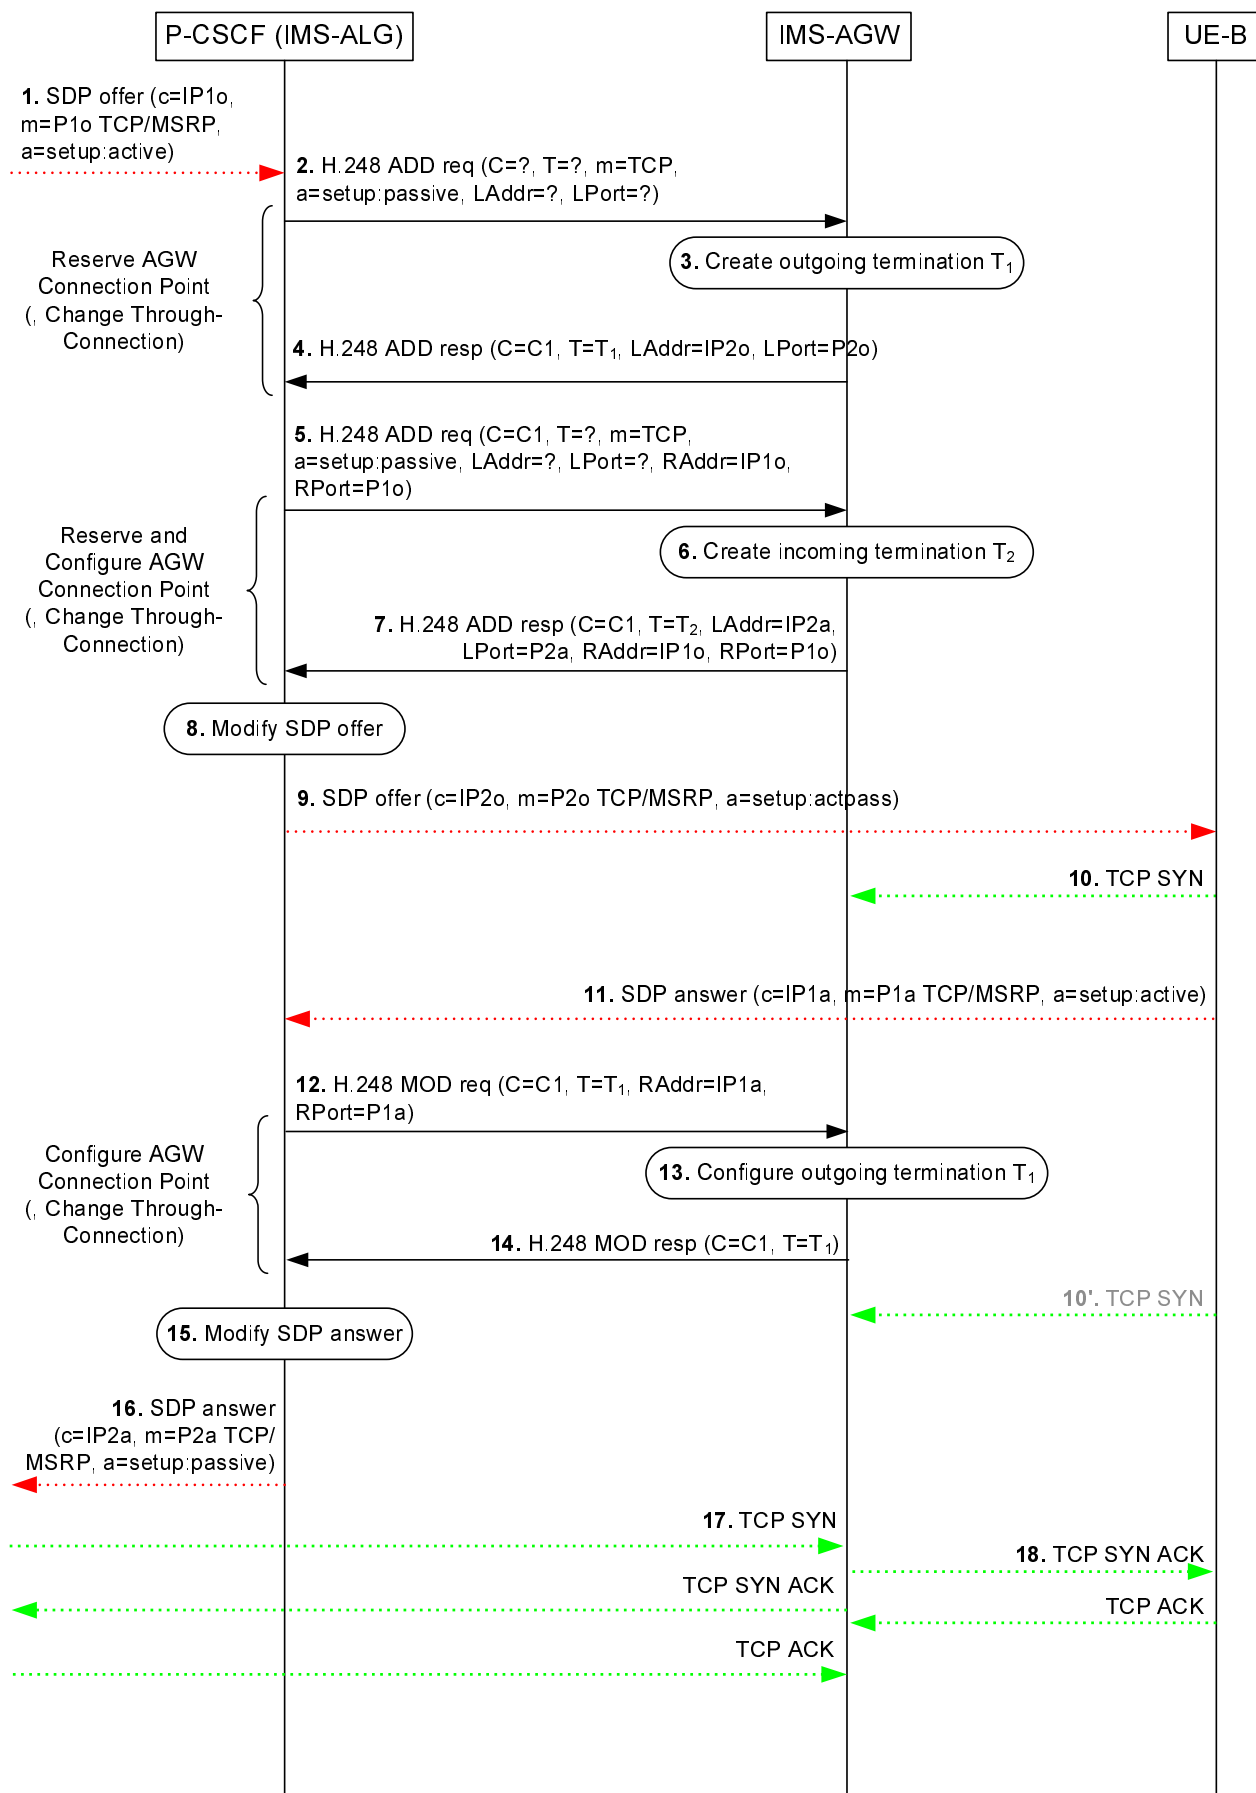 P-CSCF (IMS-ALG)
IMS-AGW
UE-B
1. SDP offer (c=IP1o,
m=P1o TCP/MSRP,
a=setup:active)
2. H.248 ADD req (C=?, T=?, m=TCP,
a=setup:passive, LAddr=?, LPort=?)
Reserve AGW
Connection Point
(, Change Through-
Connection)
3. Create outgoing termination T1
4. H.248 ADD resp (C=C1, T=T1, LAddr=IP2o, LPort=P2o)
5. H.248 ADD req (C=C1, T=?, m=TCP,
a=setup:passive, LAddr=?, LPort=?, RAddr=IP1o,
RPort=P1o)
Reserve and
Configure AGW
Connection Point
(, Change Through-
Connection)
6. Create incoming termination T2
7. H.248 ADD resp (C=C1, T=T2, LAddr=IP2a,
LPort=P2a, RAddr=IP1o, RPort=P1o)
8. Modify SDP offer
9. SDP offer (c=IP2o, m=P2o TCP/MSRP, a=setup:actpass)
10. TCP SYN
11. SDP answer (c=IP1a, m=P1a TCP/MSRP, a=setup:active)
12. H.248 MOD req (C=C1, T=T1, RAddr=IP1a,
RPort=P1a)
Configure AGW
Connection Point
(, Change Through-
Connection)
13. Configure outgoing termination T1
14. H.248 MOD resp (C=C1, T=T1)
10'. TCP SYN
15. Modify SDP answer
16. SDP answer
(c=IP2a, m=P2a TCP/
MSRP, a=setup:passive)
17. TCP SYN
18. TCP SYN ACK
TCP SYN ACK
TCP ACK
TCP ACK